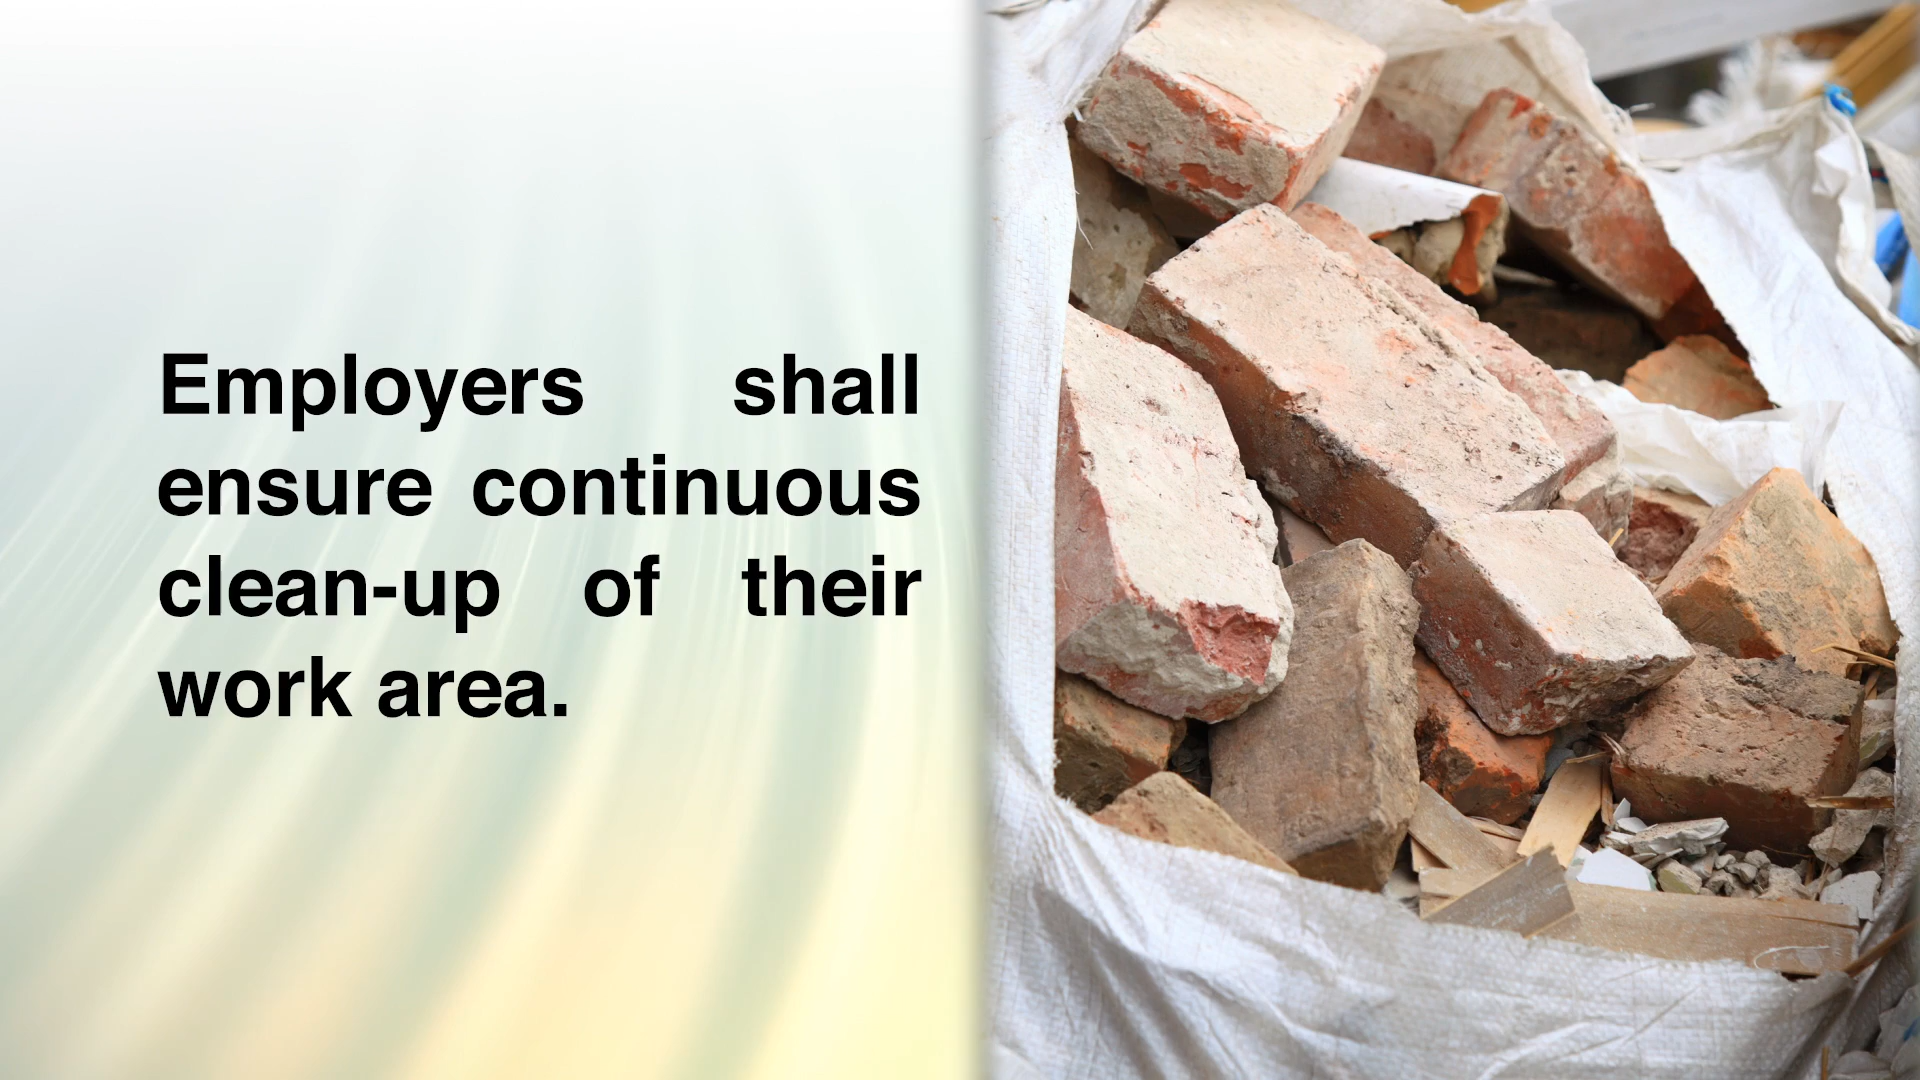 Employers shall
ensure continuous
clean-up of their
work area.